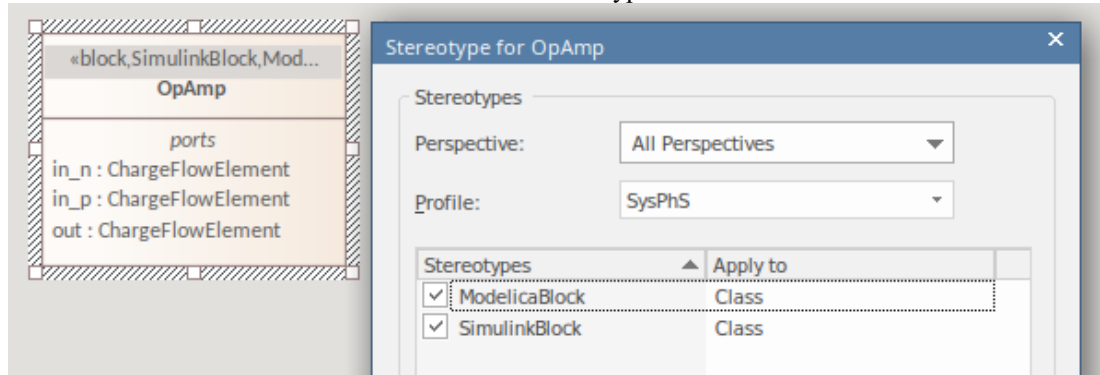 «block,SimulinkBlock,Mod...
OpAmp
ports
in_n : ChargeFlowElement
in_p : ChargeFlowElement
out : ChargeFlowElement
Stereotype for OpAmp
Stereotypes
Perspective: All Perspectives
Profile: SysPhS
Stereotypes Apply to
ModelicaBlock Class
SimulinkBlock Class